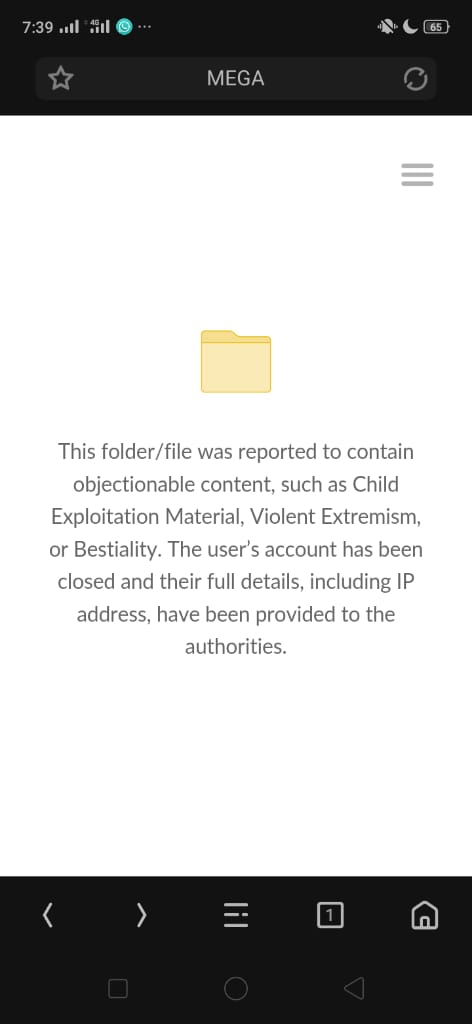 7:39
4G
65
MEGA
This folder/file was reported to contain
objectionable content, such as Child
Exploitation Material, Violent Extremism,
or Bestiality. The user’s account has been
closed and their full details, including IP
address, have been provided to the
authorities.
1